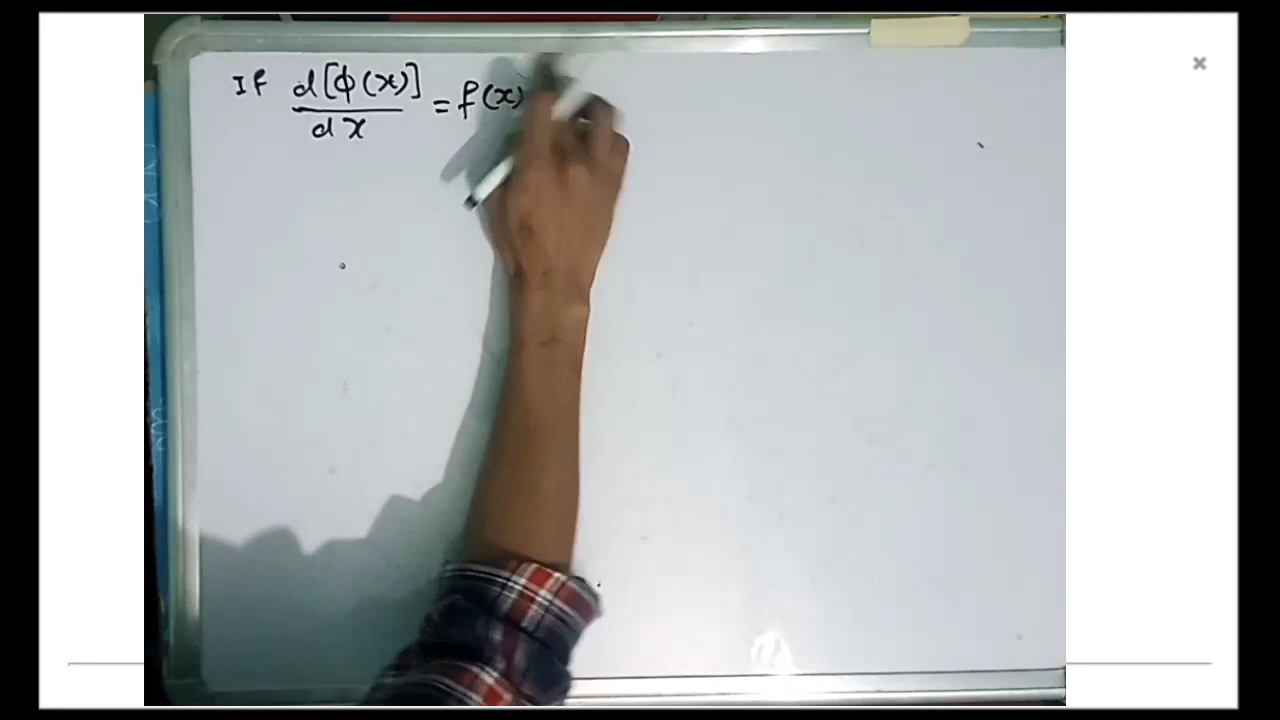 If d[ϕ(x)]/dx = f(x)